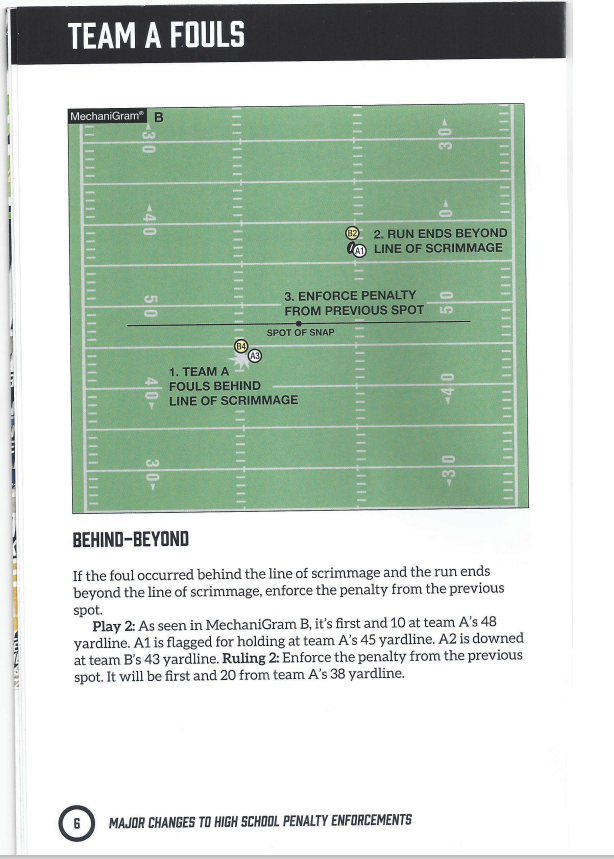 TEAM A FOULS
MechaniGram® B
◄30
30►
◄40
0►
B2
A1
2. RUN ENDS BEYOND
LINE OF SCRIMMAGE
3. ENFORCE PENALTY
FROM PREVIOUS SPOT
50
50
SPOT OF SNAP
B4
A3
1. TEAM A
FOULS BEHIND
LINE OF SCRIMMAGE
40
40
30
30
BEHIND–BEYOND
If the foul occurred behind the line of scrimmage and the run ends
beyond the line of scrimmage, enforce the penalty from the previous
spot.
Play 2: As seen in MechaniGram B, it's first and 10 at team A's 48
yardline. A1 is flagged for holding at team A's 45 yardline. A2 is downed
at team B's 43 yardline. Ruling 2: Enforce the penalty from the previous
spot. It will be first and 20 from team A's 38 yardline.
6 MAJOR CHANGES TO HIGH SCHOOL PENALTY ENFORCEMENTS